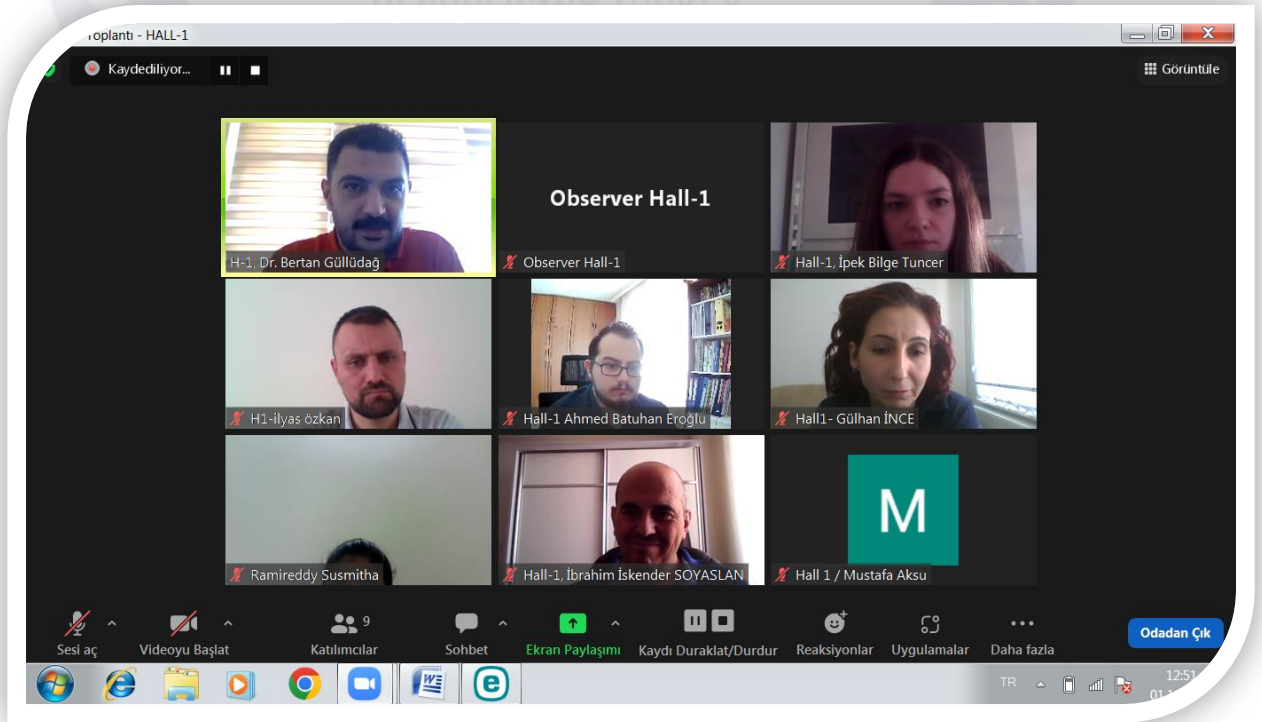 Toplantı - HALL-1
Kaydediliyor...
Görüntüle
H-1, Dr. Bertan Güllüdağ
Observer Hall-1
Observer Hall-1
Hall-1, İpek Bilge Tuncer
H1-ilyas özkan
Hall-1 Ahmed Batuhan Eroğlu
Hall1- Gülhan İNCE
Ramireddy Susmitha
Hall-1, İbrahim İskender SOYASLAN
M
Hall 1 / Mustafa Aksu
Sesi aç
Videoyu Başlat
9
Katılımcılar
Sohbet
Ekran Paylaşımı
Kaydı Duraklat/Durdur
Reaksiyonlar
Uygulamalar
Daha fazla
Odadan Çık
TR
12:51